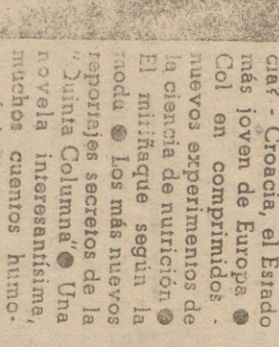 cia? - Croacia, el Estado
más joven de Europa ●
Col en comprimidos -
nuevos experimentos de
la ciencia de nutrición ●
El miriñaque según la
moda ● Los más nuevos
reportajes secretos de la
"Quinta Columna" ● Una
novela interesantísima,
muchos cuentos humo-